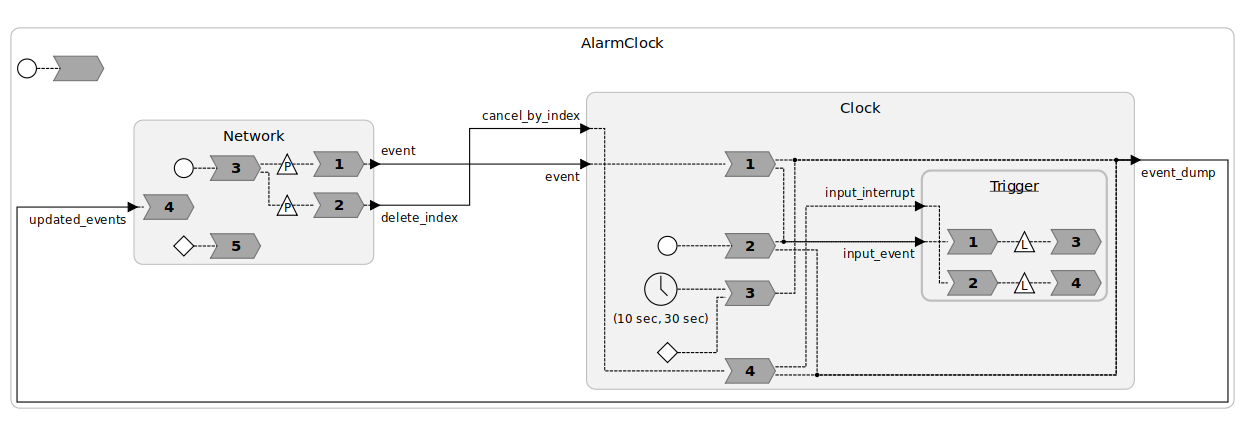 AlarmClock
Network
3
P
1
P
2
4
5
event
delete_index
updated_events
cancel_by_index
event
Clock
1
2
3
(10 sec, 30 sec)
4
input_interrupt
input_event
Trigger
1
L
3
2
L
4
event_dump